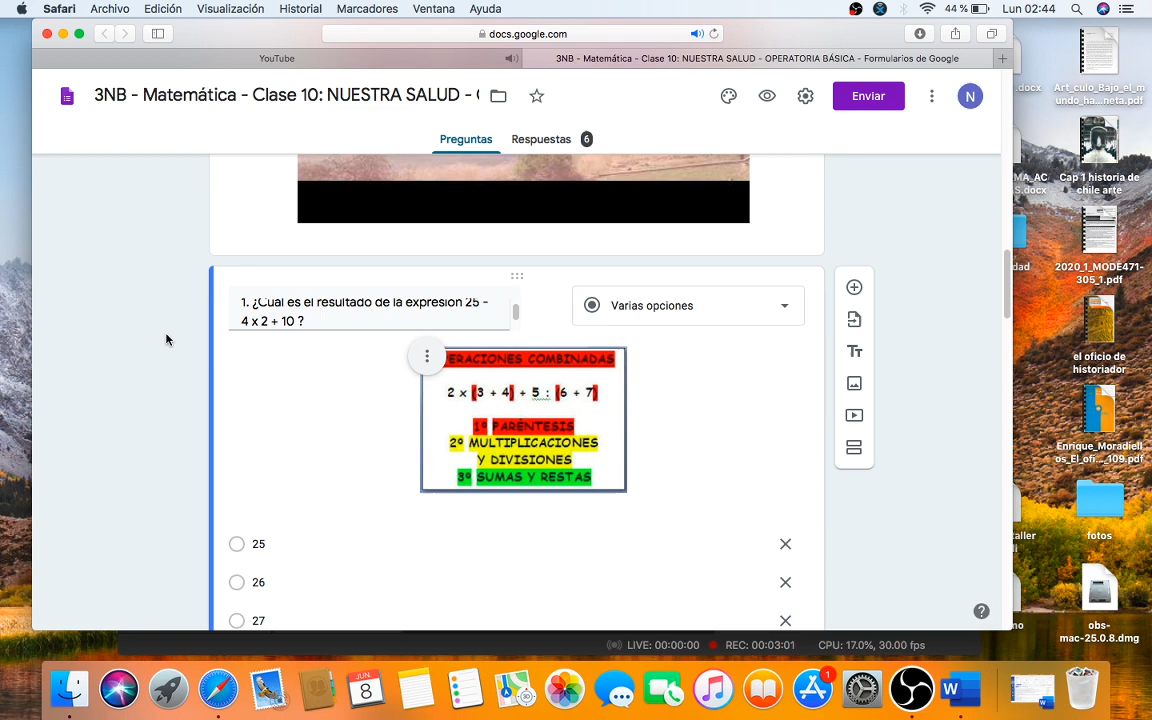 Safari Archivo Edición Visualización Historial Marcadores Ventana Ayuda 44 % Lun 02:44
docs.google.com
YouTube 3NB - Matemática - Clase 10: NUESTRA SALUD - OPERATORIA BÁSICA - Formularios de Google
3NB - Matemática - Clase 10: NUESTRA SALUD - Enviar N
Preguntas Respuestas 6
.docx Art_culo_Bajo_el_m
undo_ha...neta.pdf
MA_AC Cap 1 historia de
S.docx chile arte
dad 2020_1_MODE471-
305_1.pdf
1. ¿Cuál es el resultado de la expresión 25 -
4 x 2 + 10 ?
Varias opciones
ERACIONES COMBINADAS
2 x (3 + 4) + 5 : (6 + 7)
1º PARÉNTESIS
2º MULTIPLICACIONES
Y DIVISIONES
3º SUMAS Y RESTAS
Tт
el oficio de
historiador
Enrique_Moradiell
os_El_ofi..._109.pdf
25
26
27
taller
li
fotos
no
obs-
mac-25.0.8.dmg
LIVE: 00:00:00 REC: 00:03:01 CPU: 17.0%, 30.00 fps
JUN.
8
3D
1
W